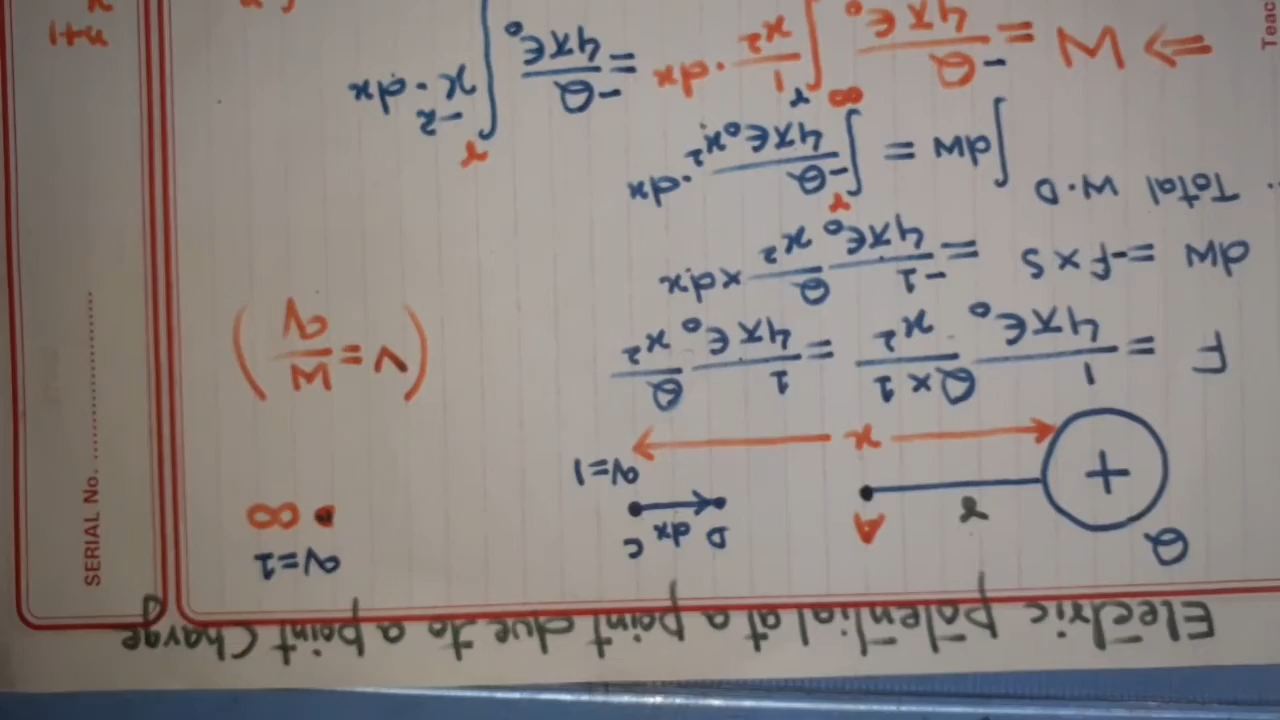 Electric potential at a point due to a point charge
Q
r
A
D dx C
q=1
q=1
∞
x
+
F = 1/4πε₀ Q×1/x² = 1/4πε₀ Q/x²
(V = W/q)
dW = -F×S = -1/4πε₀ Q/x² ×dx
Total W.D
∫dW = ∫ʳ -Q/4πε₀x² .dx
⇒ W = -Q/4πε₀ ∫ʳ∞ 1/x² .dx = -Q/4πε₀ ∫ʳ x⁻² .dx
SERIAL No.
Teac